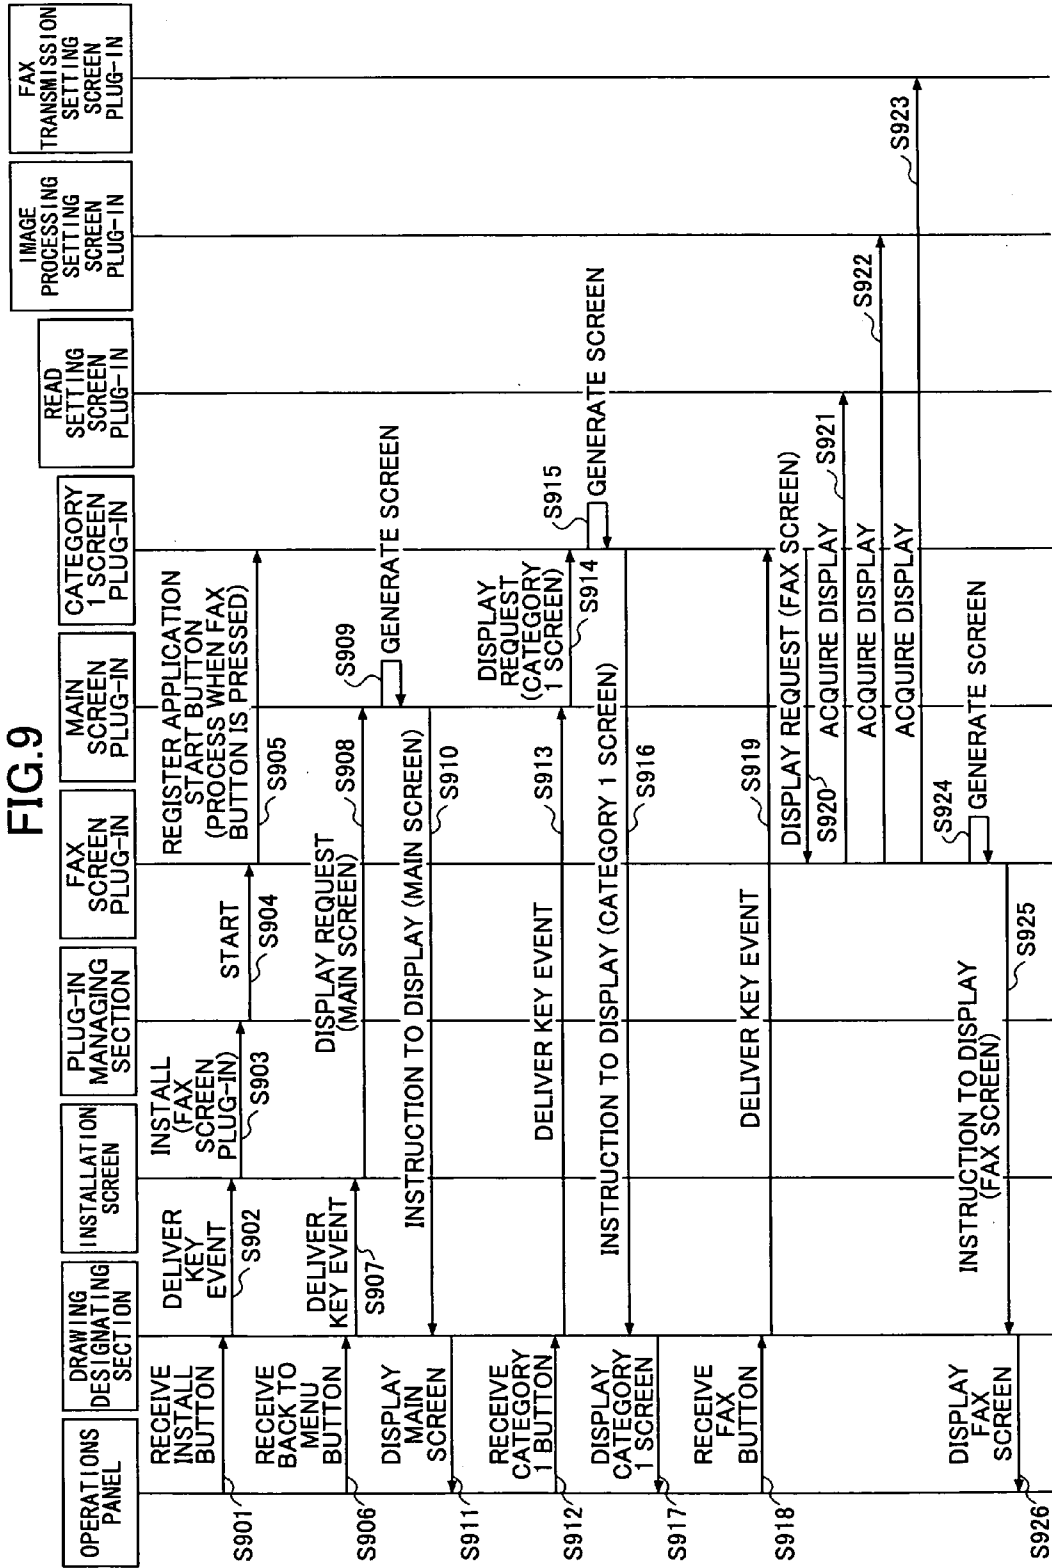 FIG.9
OPERATIONS
PANEL
DRAWING
DESIGNATING
SECTION
INSTALLATION
SCREEN
PLUG-IN
MANAGING
SECTION
FAX
SCREEN
PLUG-IN
MAIN
SCREEN
PLUG-IN
CATEGORY
1 SCREEN
PLUG-IN
READ
SETTING
SCREEN
PLUG-IN
IMAGE
PROCESSING
SETTING
SCREEN
PLUG-IN
FAX
TRANSMISSION
SETTING
SCREEN
PLUG-IN
RECEIVE
INSTALL
BUTTON
S901
DELIVER
KEY
EVENT
S902
INSTALL
(FAX
SCREEN
PLUG-IN)
S903
START
S904
REGISTER APPLICATION
START BUTTON
(PROCESS WHEN FAX
BUTTON IS PRESSED)
S905
RECEIVE
BACK TO
MENU
BUTTON
S906
DELIVER
KEY EVENT
S907
DISPLAY REQUEST
(MAIN SCREEN)
S908
S909
GENERATE SCREEN
INSTRUCTION TO DISPLAY (MAIN SCREEN)
S910
DISPLAY
MAIN
SCREEN
S911
RECEIVE
CATEGORY
1 BUTTON
S912
DELIVER KEY EVENT
S913
DISPLAY
REQUEST
(CATEGORY
1 SCREEN)
S914
S915
GENERATE SCREEN
INSTRUCTION TO DISPLAY (CATEGORY 1 SCREEN)
S916
DISPLAY
CATEGORY
1 SCREEN
S917
RECEIVE
FAX
BUTTON
S918
DELIVER KEY EVENT
S919
DISPLAY REQUEST (FAX SCREEN)
S920
ACQUIRE DISPLAY
S921
ACQUIRE DISPLAY
S922
ACQUIRE DISPLAY
S923
S924
GENERATE SCREEN
INSTRUCTION TO DISPLAY
(FAX SCREEN)
S925
DISPLAY
FAX
SCREEN
S926